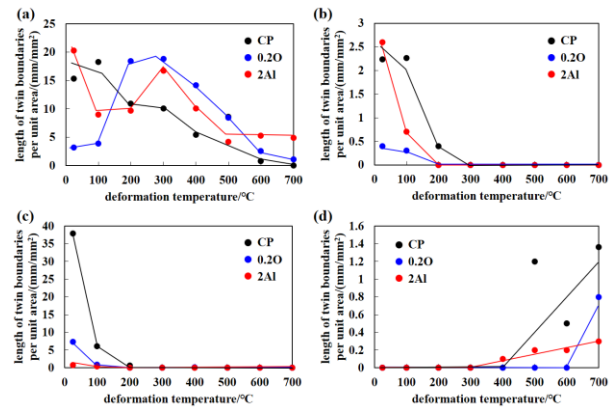 (a)
length of twin boundaries
per unit area/(mm/mm²)
25
20
15
10
5
0
CP
0.2O
2Al
0 100 200 300 400 500 600 700
deformation temperature/°C
(b)
length of twin boundaries
per unit area/(mm/mm²)
3
2.5
2
1.5
1
0.5
0
CP
0.2O
2Al
0 100 200 300 400 500 600 700
deformation temperature/°C
(c)
length of twin boundaries
per unit area/(mm/mm²)
40
35
30
25
20
15
10
5
0
CP
0.2O
2Al
0 100 200 300 400 500 600 700
deformation temperature/°C
(d)
length of twin boundaries
per unit area/(mm/mm²)
1.6
1.4
1.2
1
0.8
0.6
0.4
0.2
0
CP
0.2O
2Al
0 100 200 300 400 500 600 700
deformation temperature/°C